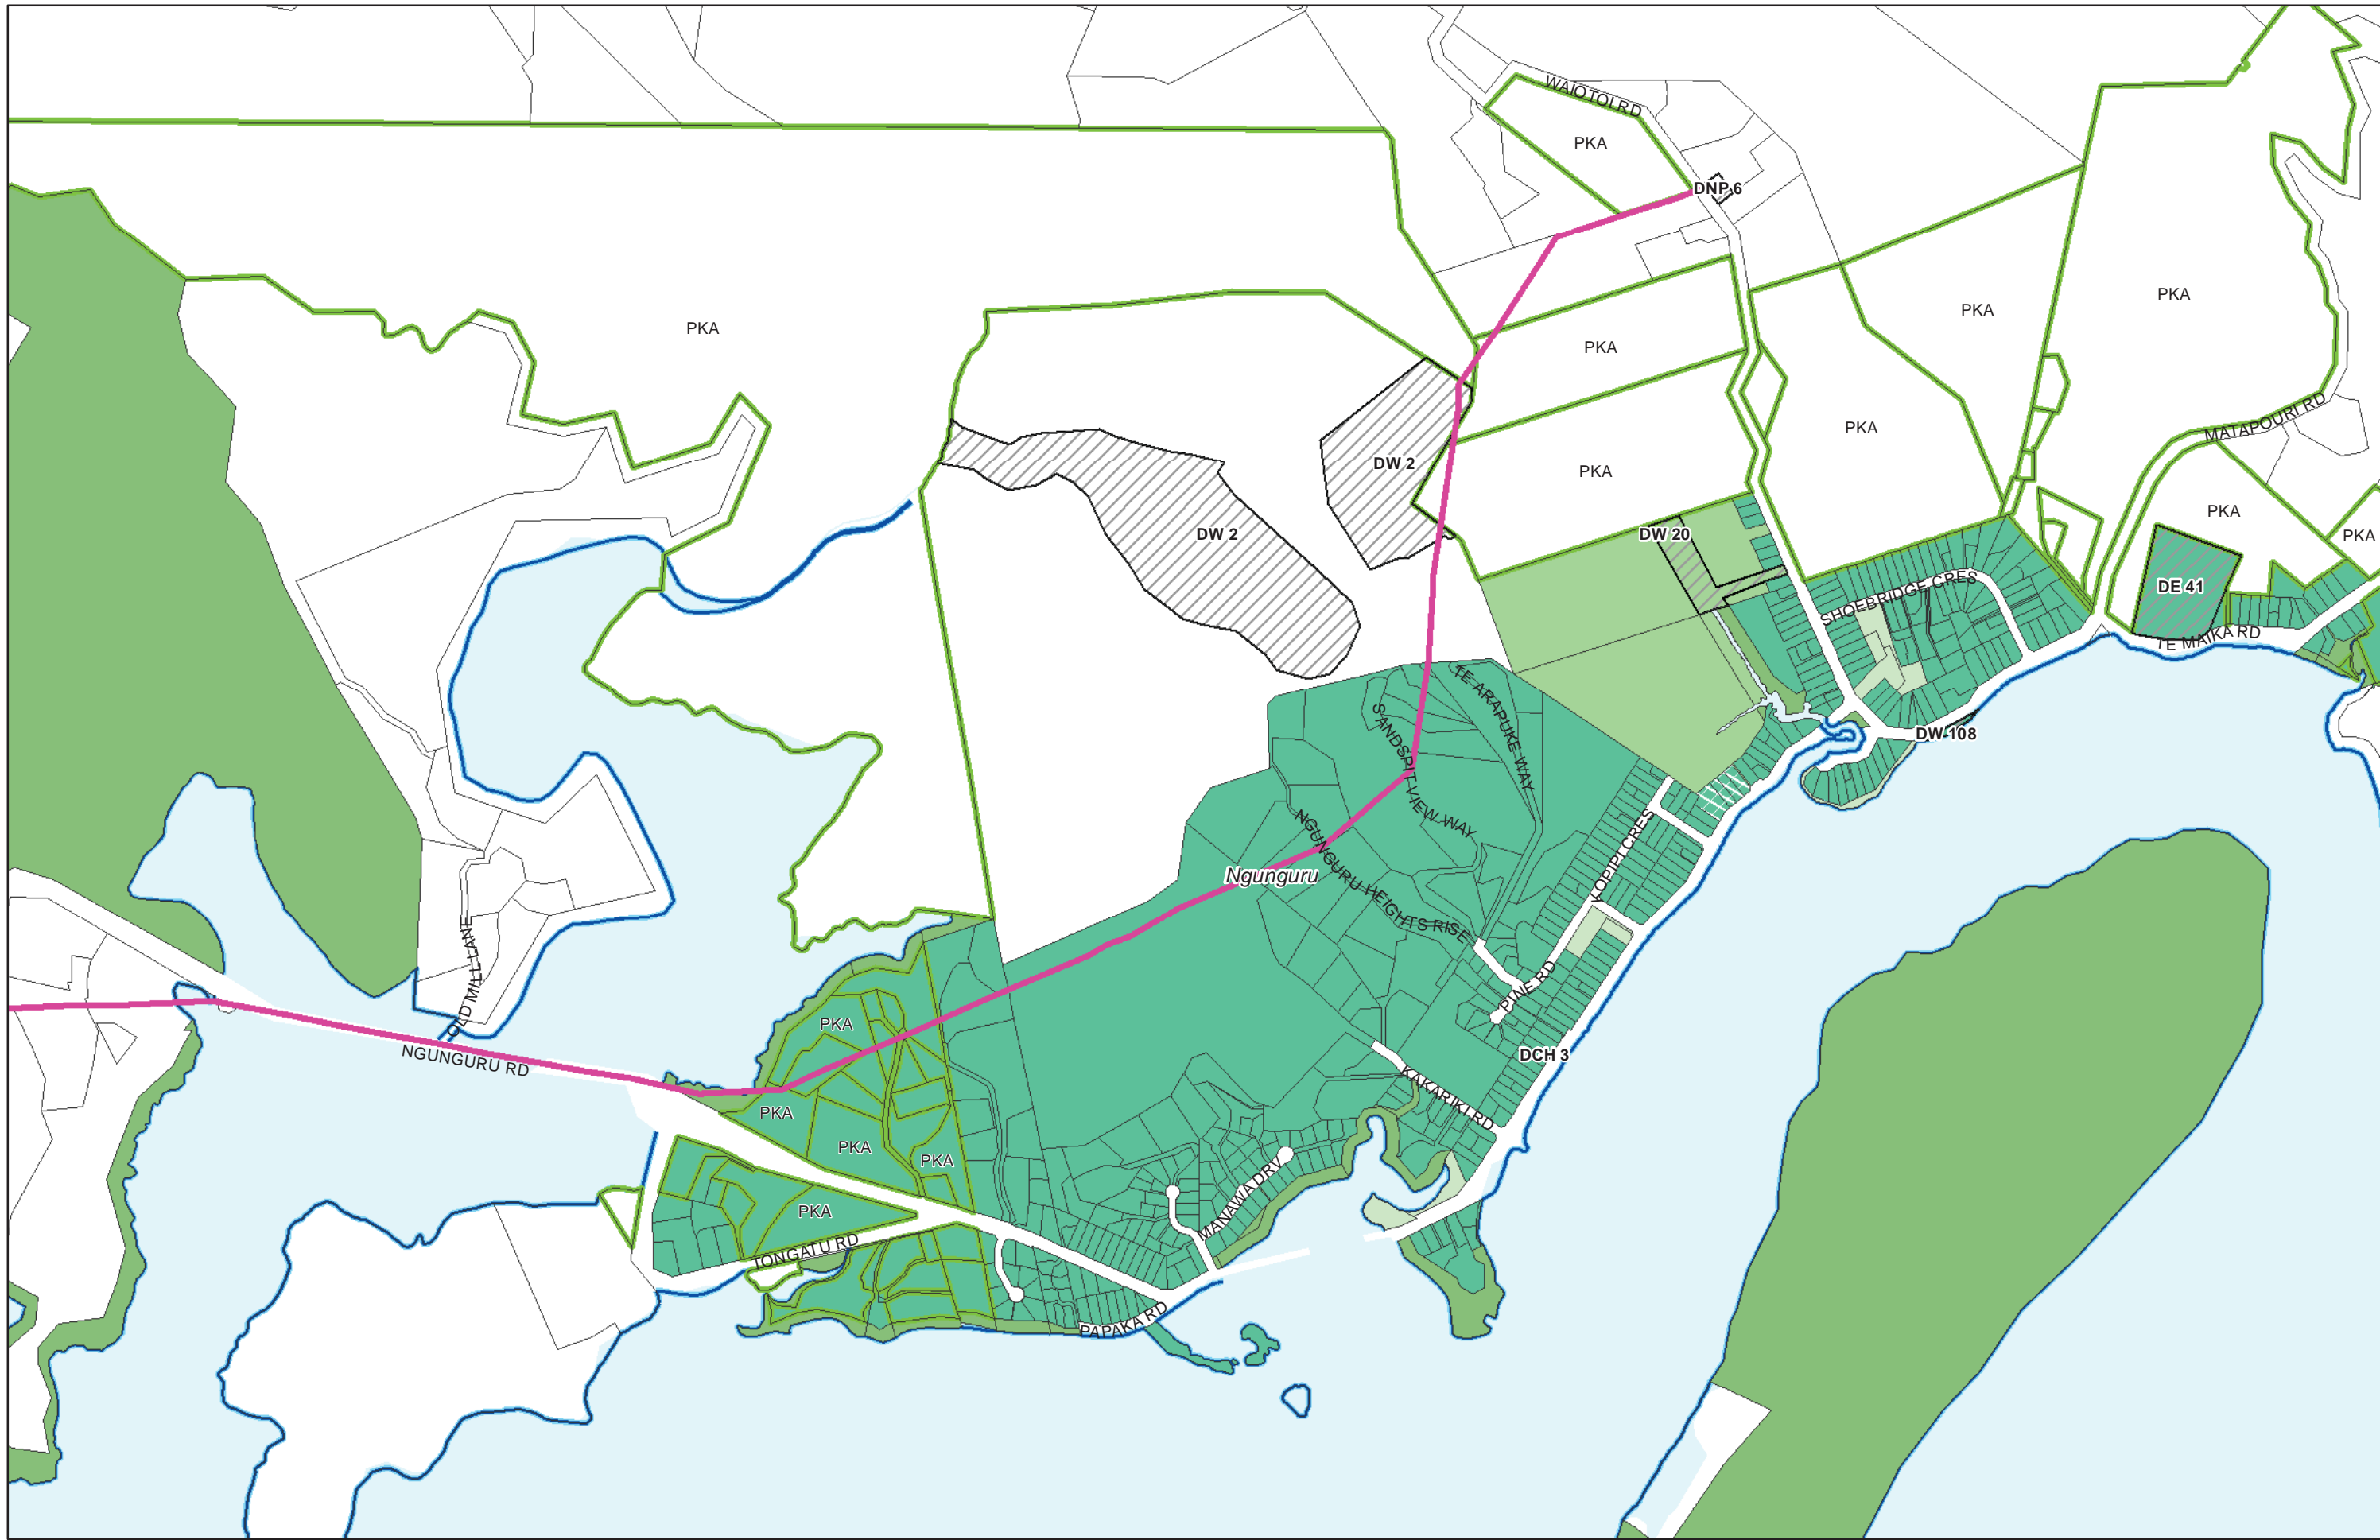 WAIOTOI RD
PKA
DNP 6
PKA
PKA
PKA
PKA
MATAPOURI RD
PKA
DW 2
PKA
PKA
DW 2
DW 20
PKA
SHOEBRIDGE CRES
DE 41
TE MAIKA RD
TE ARAPUKE WAY
SANDSPIT VIEW WAY
DW 108
KOPIPI CRES
NGUNGURU HEIGHTS RISE
Ngunguru
OLD MILL LANE
PINE RD
PKA
NGUNGURU RD
DCH 3
KAKARIKI RD
PKA
PKA
PKA
MANAWA DRV
PKA
TONGATU RD
PAPAKA RD